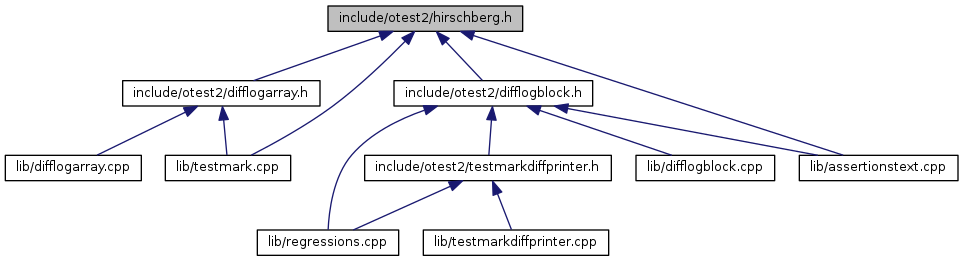 include/otest2/hirschberg.h
include/otest2/difflogarray.h
include/otest2/difflogblock.h
lib/difflogarray.cpp
lib/testmark.cpp
include/otest2/testmarkdiffprinter.h
lib/difflogblock.cpp
lib/assertionstext.cpp
lib/regressions.cpp
lib/testmarkdiffprinter.cpp